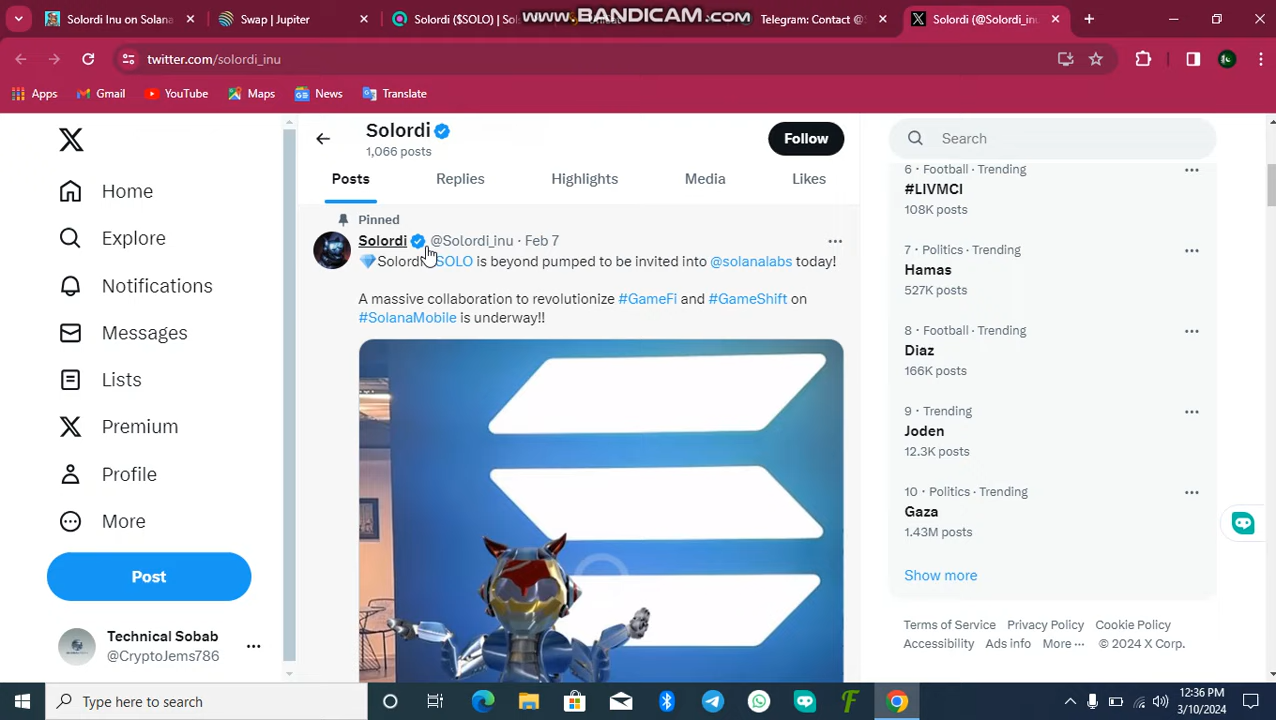 Solordi Inu on Solana
Swap | Jupiter
Solordi ($SOLO) | Sol
WWW.BANDICAM.COM
Telegram: Contact @S
Solordi (@Solordi_inu
twitter.com/solordi_inu
Apps
Gmail
YouTube
Maps
News
Translate
Home
Explore
Notifications
Messages
Lists
Premium
Profile
More
Post
Technical Sobab
@CryptoJems786
Solordi
1,066 posts
Follow
Posts
Replies
Highlights
Media
Likes
Pinned
Solordi @Solordi_inu · Feb 7
💎Solordi $SOLO is beyond pumped to be invited into @solanalabs today!
A massive collaboration to revolutionize #GameFi and #GameShift on
#SolanaMobile is underway!!
Search
6 · Football · Trending
#LIVMCI
108K posts
7 · Politics · Trending
Hamas
527K posts
8 · Football · Trending
Diaz
166K posts
9 · Trending
Joden
12.3K posts
10 · Politics · Trending
Gaza
1.43M posts
Show more
Terms of Service Privacy Policy Cookie Policy
Accessibility Ads info More ··· © 2024 X Corp.
Type here to search
12:36 PM
3/10/2024